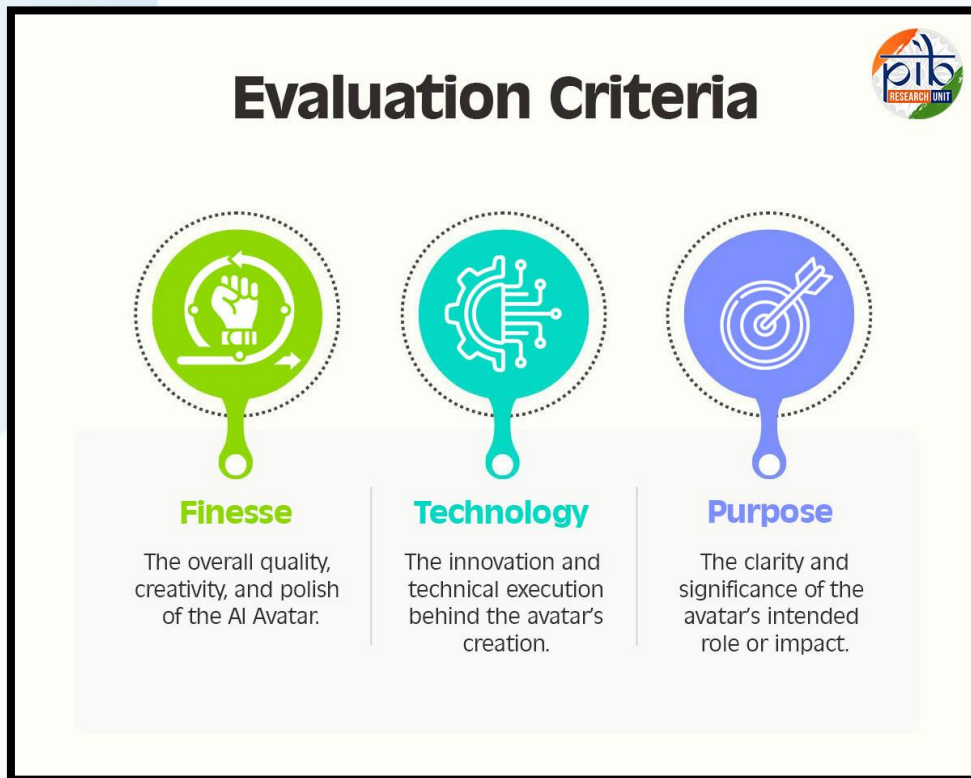 Evaluation Criteria
pib
RESEARCH UNIT
Finesse
The overall quality,
creativity, and polish
of the AI Avatar.
Technology
The innovation and
technical execution
behind the avatar's
creation.
Purpose
The clarity and
significance of the
avatar's intended
role or impact.